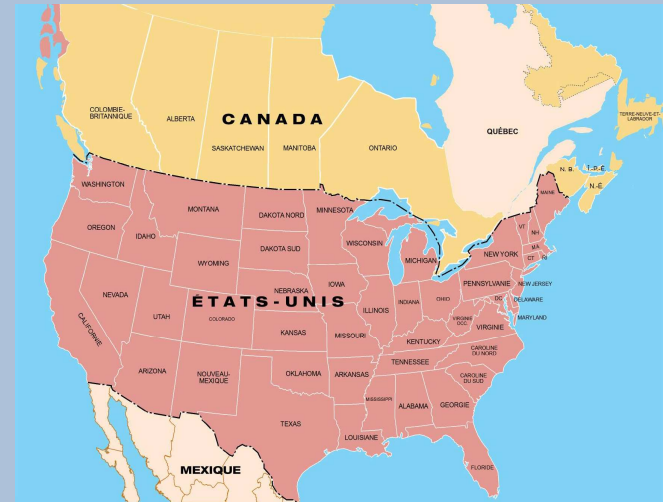 COLOMBIE-
BRITANNIQUE
ALBERTA
CANADA
SASKATCHEWAN
MANITOBA
ONTARIO
QUÉBEC
TERRE-NEUVE-ET-
LABRADOR
N. B.
Î.-P.-É.
N.-É.
WASHINGTON
MONTANA
DAKOTA NORD
MINNESOTA
MAINE
OREGON
IDAHO
WYOMING
DAKOTA SUD
WISCONSIN
MICHIGAN
NEW YORK
VT
NH
MA
CT
RI
NEVADA
UTAH
ÉTATS-UNIS
COLORADO
NEBRASKA
IOWA
ILLINOIS
INDIANA
OHIO
PENNSYLVANIE
NEW JERSEY
DC
DELAWARE
MARYLAND
CALIFORNIE
KANSAS
MISSOURI
KENTUCKY
VIRGINIE
OCC.
VIRGINIE
CAROLINE
DU NORD
ARIZONA
NOUVEAU-
MEXIQUE
OKLAHOMA
ARKANSAS
TENNESSEE
CAROLINE
DU SUD
TEXAS
LOUISIANE
MISSISSIPPI
ALABAMA
GEORGIE
FLORIDE
MEXIQUE